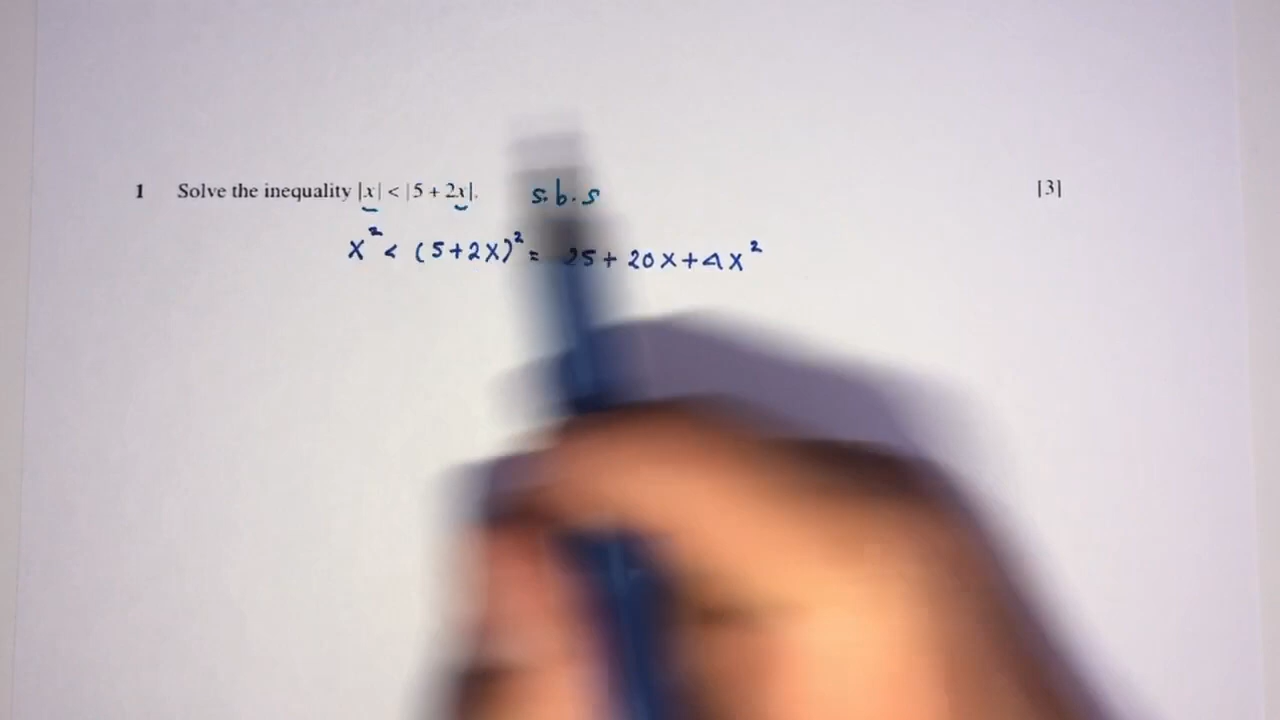 1 Solve the inequality |x| < |5 + 2x|. s.b.s [3]
x² < (5+2x)² = 25 + 20x + 4x²